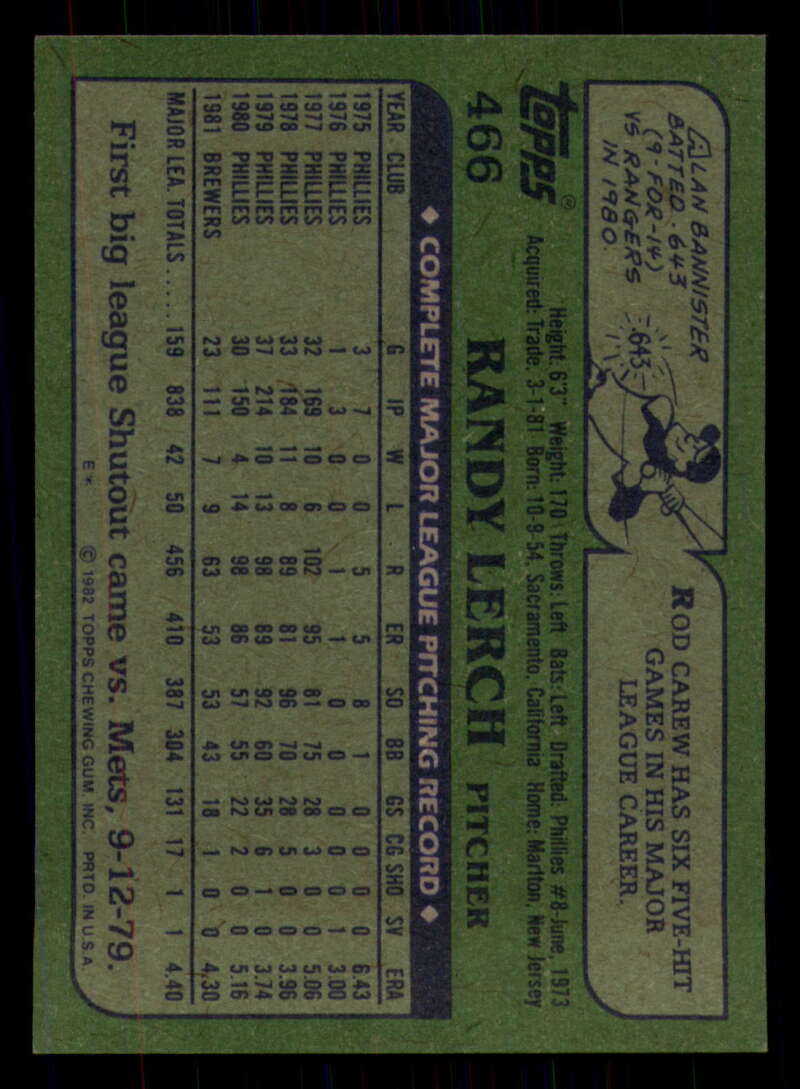 ALAN BANNISTER
BATTED .643
(9-FOR-14)
VS RANGERS
IN 1980.
.643
ROD CAREW HAS SIX FIVE-HIT
GAMES IN HIS MAJOR
LEAGUE CAREER.
Topps®
466 RANDY LERCH PITCHER
Height: 6'3" Weight: 170 Throws: Left Bats: Left Drafted: Phillies #8-June, 1973
Acquired: Trade, 3-1-81 Born: 10-9-54, Sacramento, California Home: Marlton, New Jersey
◆ COMPLETE MAJOR LEAGUE PITCHING RECORD ◆
YEAR CLUB G IP W L R ER SO BB GS CG SHO SV ERA
1975 PHILLIES 3 7 0 0 5 5 8 1 0 0 0 0 6.43
1976 PHILLIES 1 3 0 0 1 1 0 0 0 0 0 1 3.00
1977 PHILLIES 32 169 10 6 102 95 81 75 28 3 0 0 5.06
1978 PHILLIES 33 184 11 8 89 81 96 70 28 5 0 0 3.96
1979 PHILLIES 37 214 10 13 98 89 92 60 35 6 1 0 3.74
1980 PHILLIES 30 150 4 14 98 86 57 55 22 2 0 0 5.16
1981 BREWERS 23 111 7 9 63 53 53 43 18 1 0 0 4.30
MAJOR LEA. TOTALS..... 159 838 42 50 456 410 387 304 131 17 1 1 4.40
First big league Shutout came vs. Mets, 9-12-79.
E* © 1982 TOPPS CHEWING GUM, INC. PRTD. IN U.S.A.